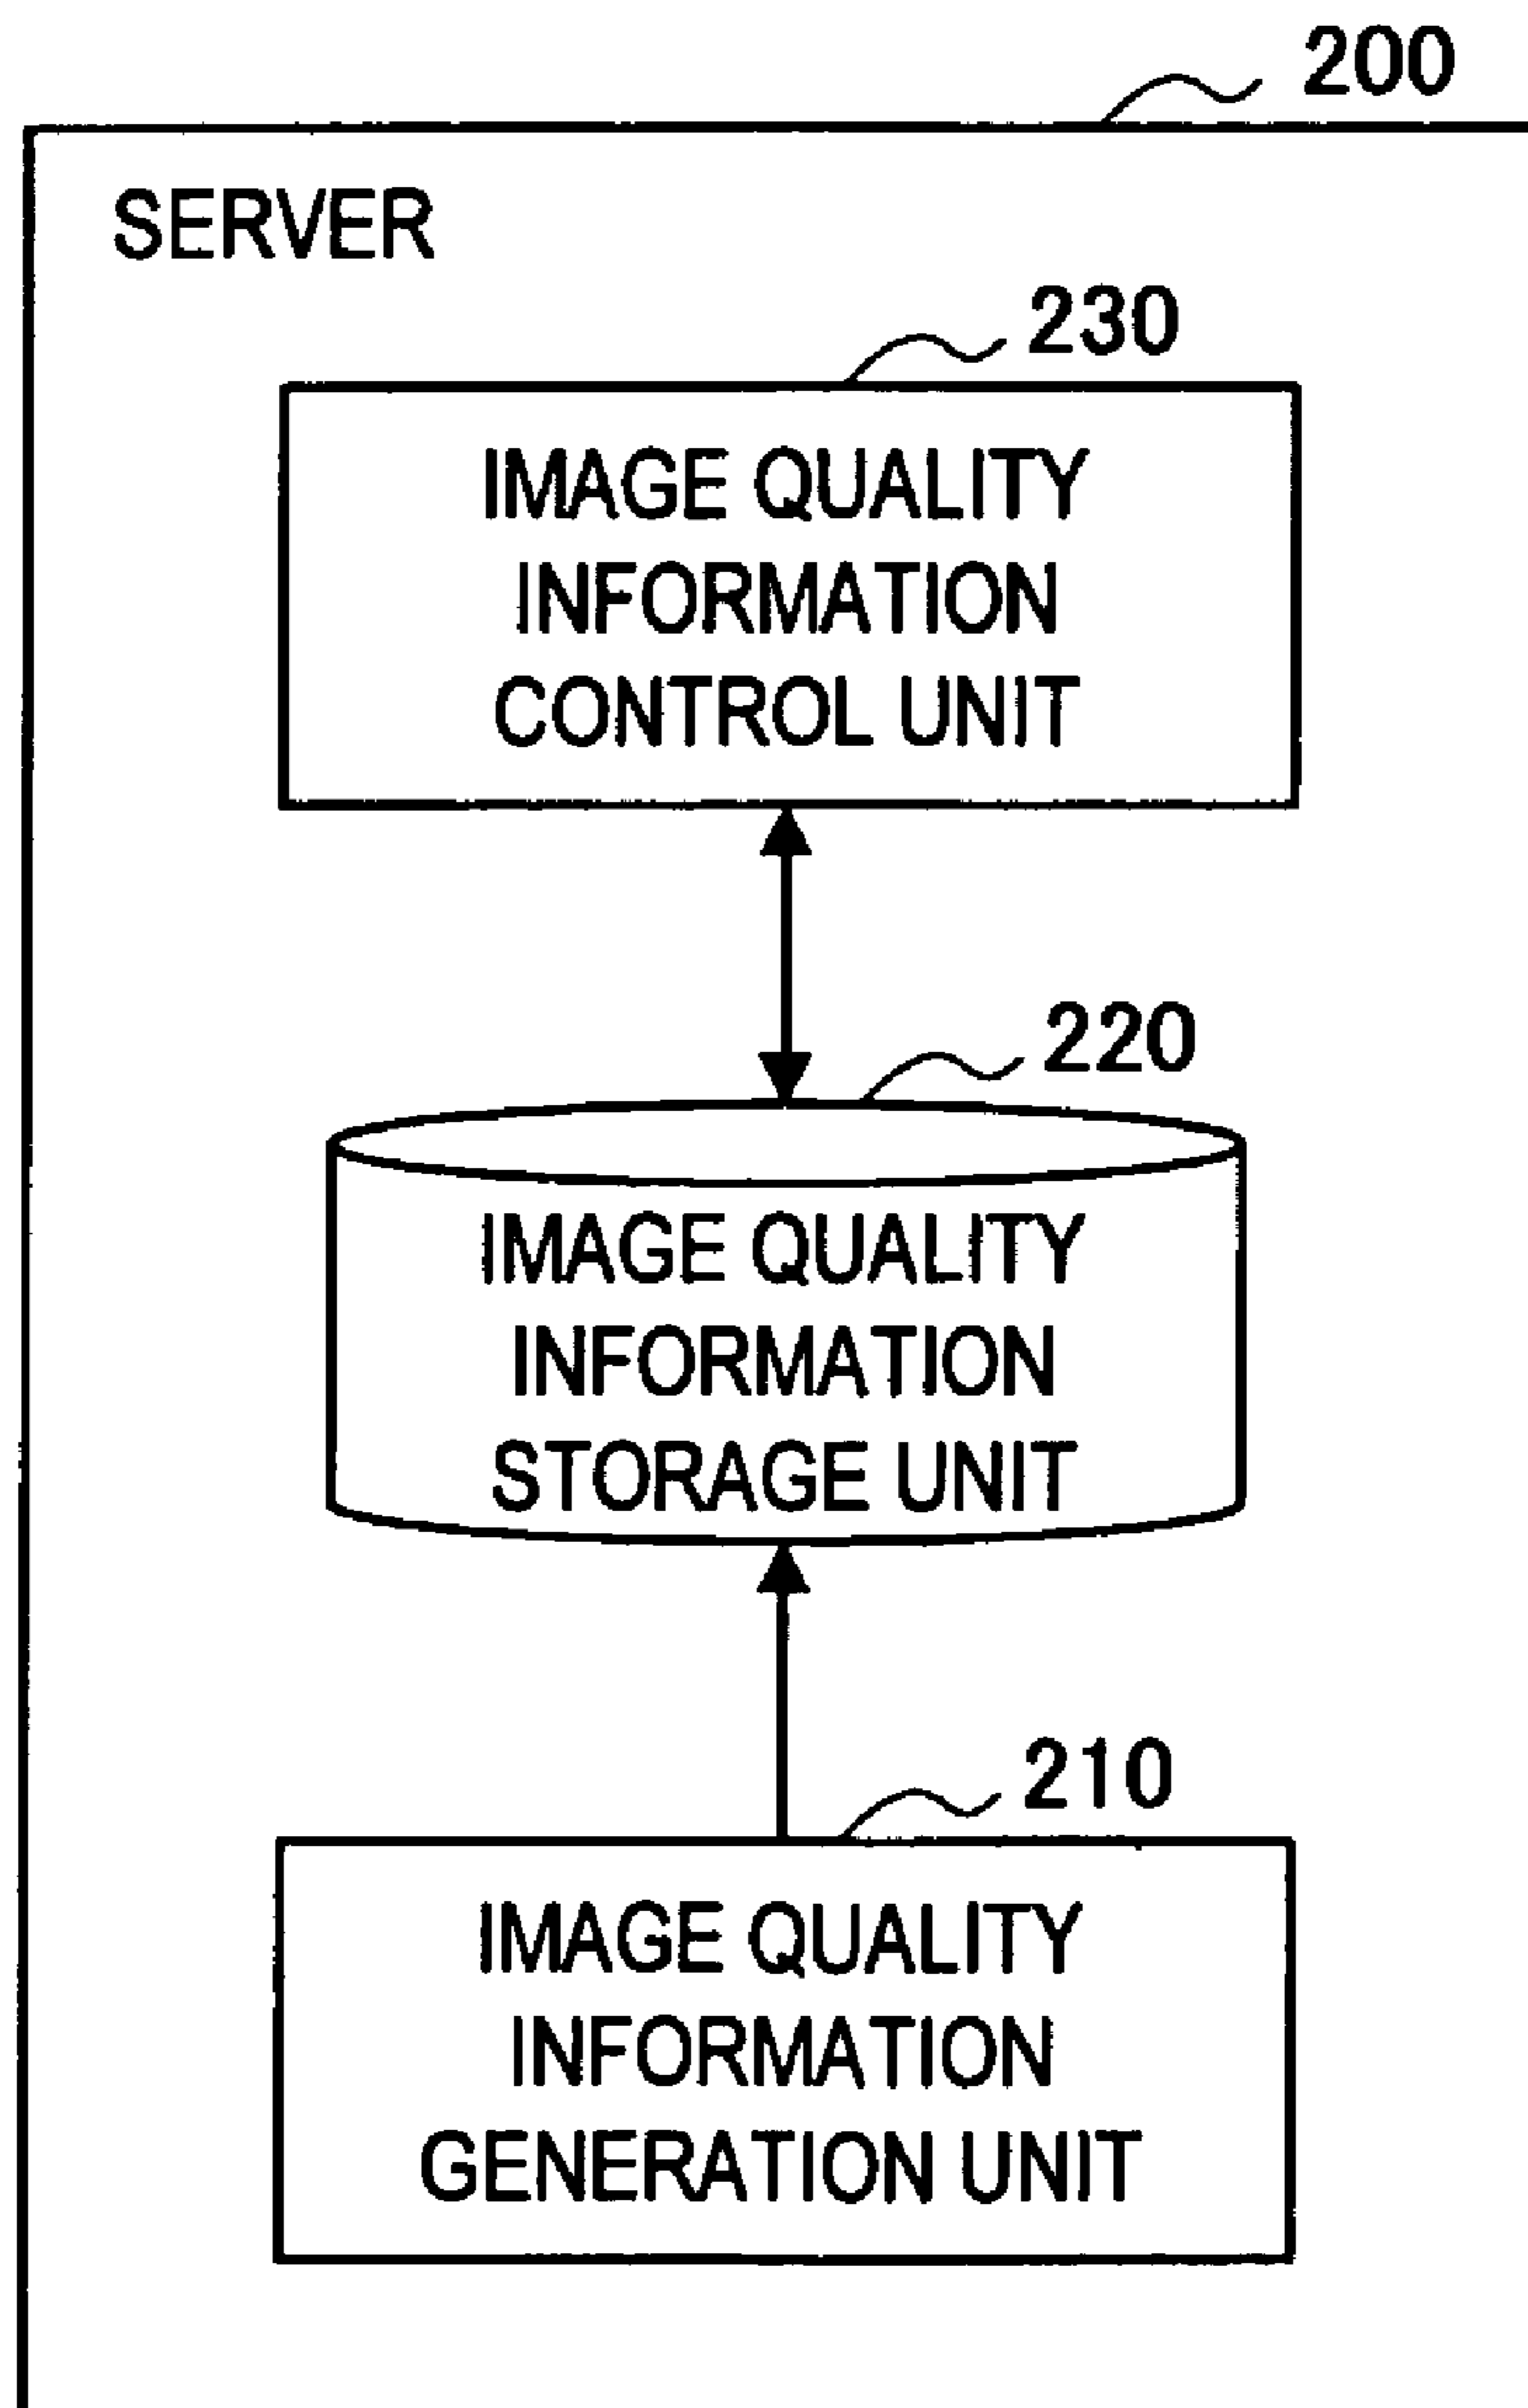 200
SERVER
230
IMAGE QUALITY
INFORMATION
CONTROL UNIT
220
IMAGE QUALITY
INFORMATION
STORAGE UNIT
210
IMAGE QUALITY
INFORMATION
GENERATION UNIT